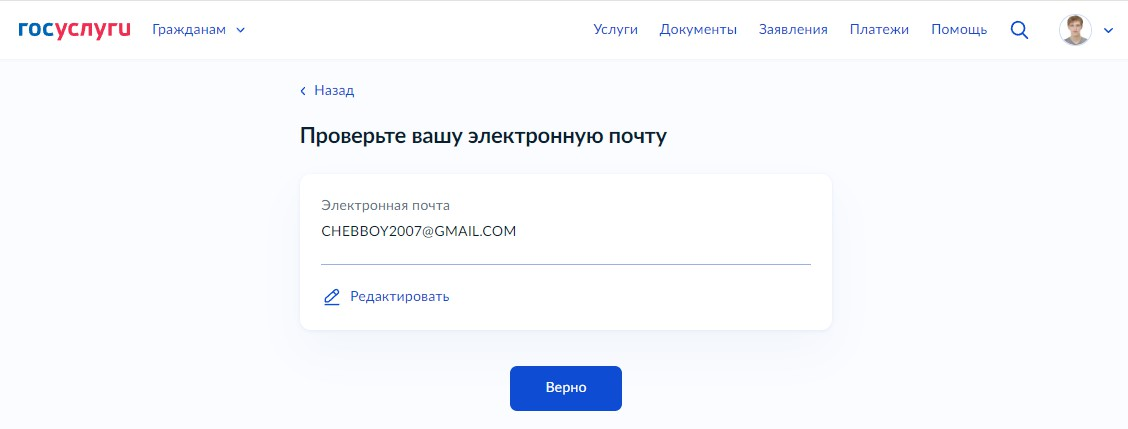 госуслуги Гражданам Услуги Документы Заявления Платежи Помощь
Назад
Проверьте вашу электронную почту
Электронная почта
CHEBBOY2007@GMAIL.COM
Редактировать
Верно